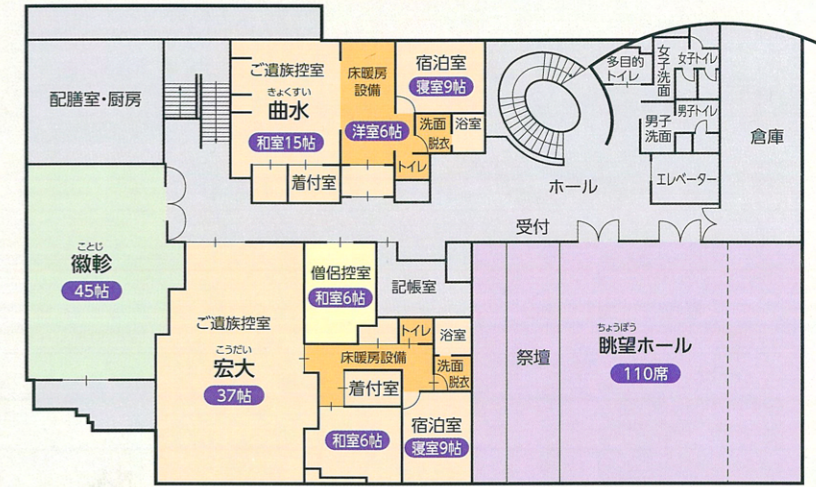 配膳室・厨房
ご遺族控室
きょくすい
曲水
和室15帖
床暖房
設備
洋室6帖
宿泊室
寝室9帖
洗面
脱衣
浴室
トイレ
着付室
多目的
トイレ
女子洗面
女子トイレ
男子トイレ
男子
洗面
エレベーター
倉庫
ホール
受付
ことじ
徽軫
45帖
ご遺族控室
こうだい
宏大
37帖
僧侶控室
和室6帖
記帳室
トイレ
浴室
床暖房設備
洗面
脱衣
着付室
和室6帖
宿泊室
寝室9帖
祭壇
ちょうぼう
眺望ホール
110席